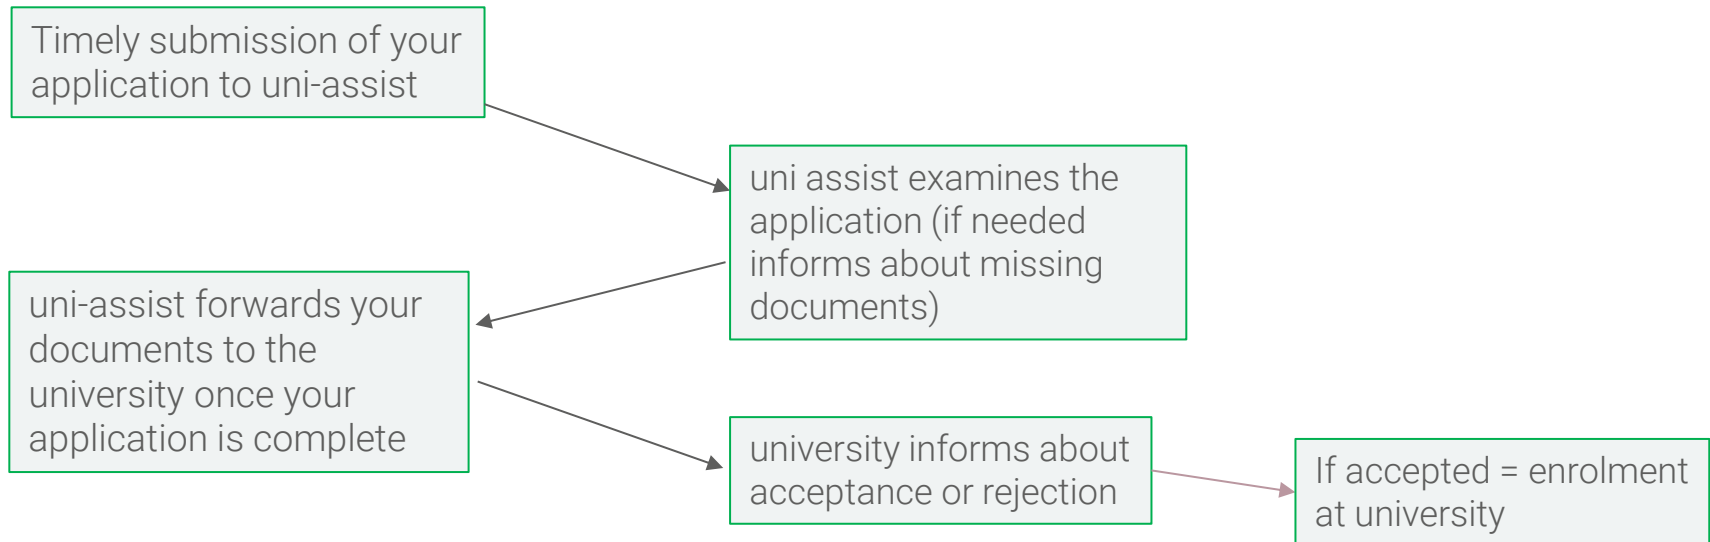 Timely submission of your
application to uni-assist
uni assist examines the
application (if needed
informs about missing
documents)
uni-assist forwards your
documents to the
university once your
application is complete
university informs about
acceptance or rejection
If accepted = enrolment
at university